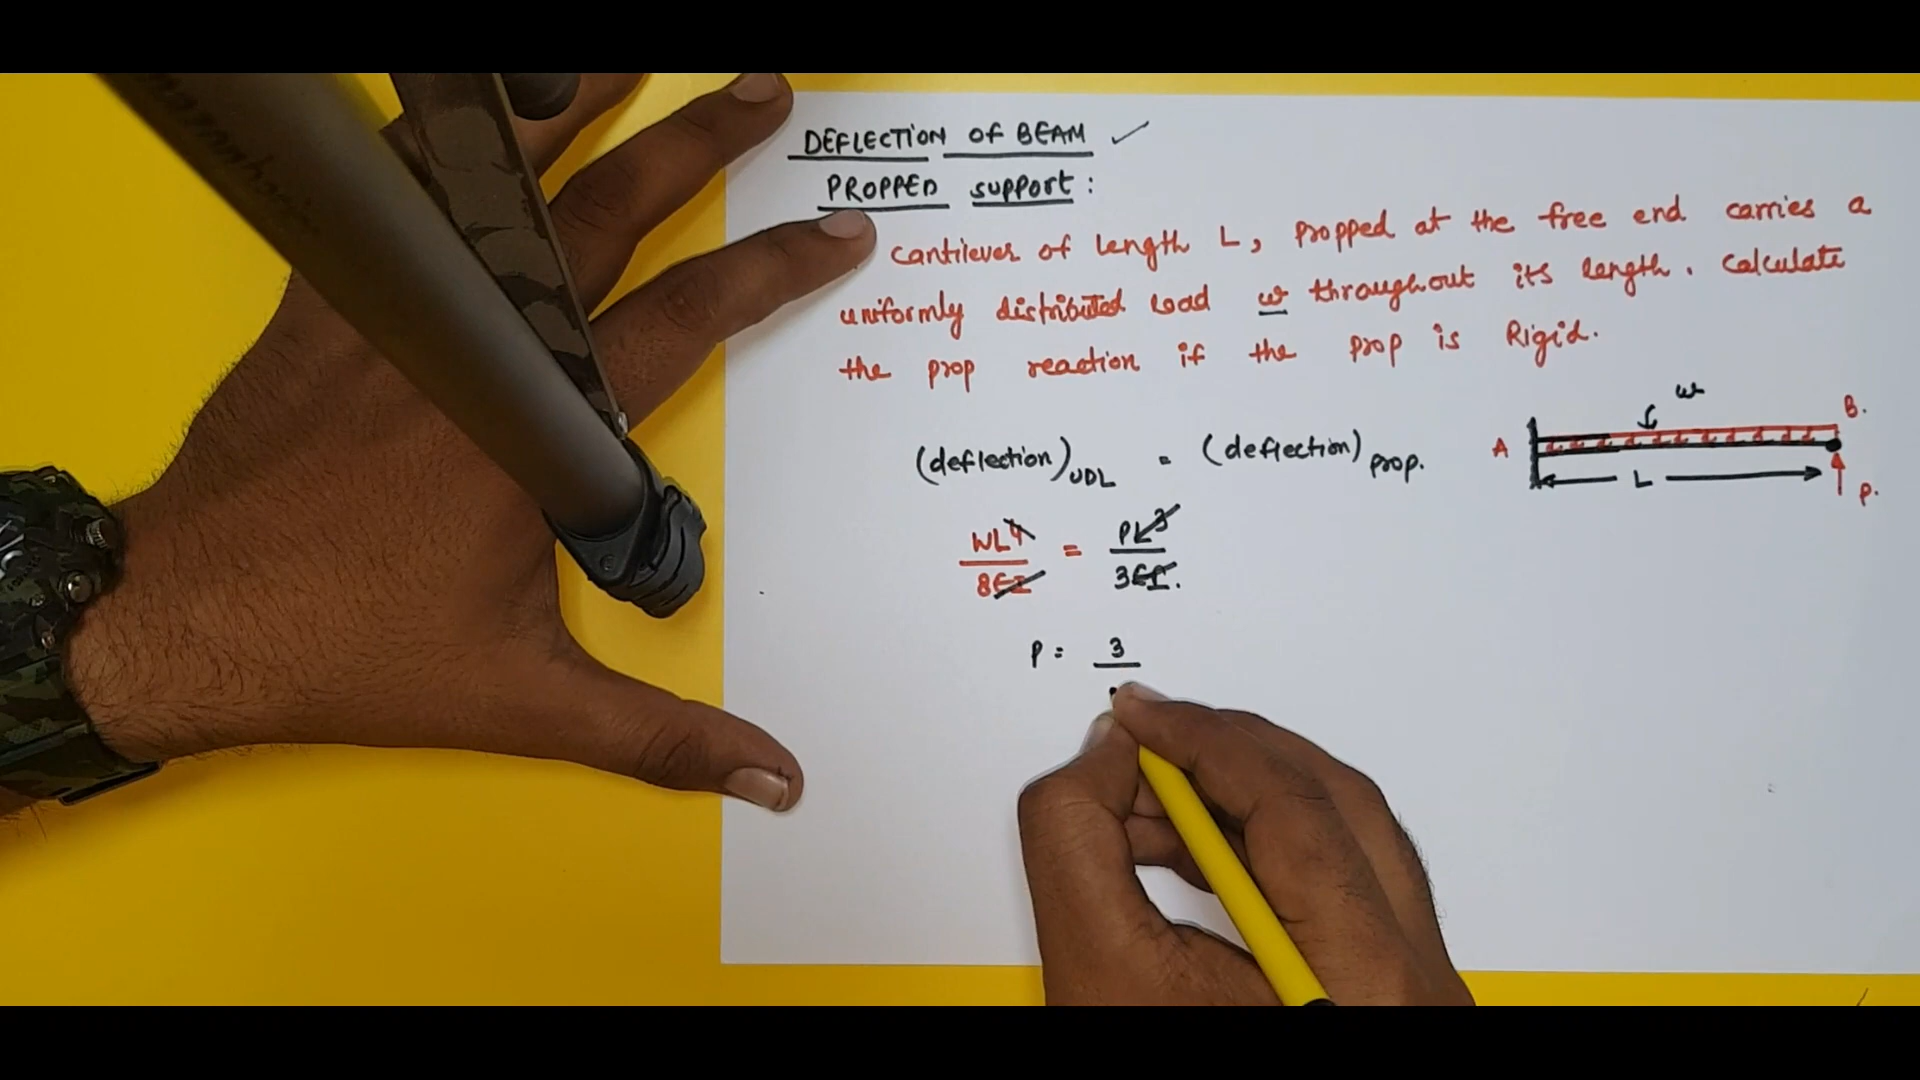 DEFLECTION OF BEAM ✓
PROPPED support:
cantilever of length L, propped at the free end carries a
uniformly distributed load w throughout its length. Calculate
the prop reaction if the prop is Rigid.
w
A B.
L
P.
(deflection)UDL = (deflection)prop.
WL⁴/8EI = PL³/3EI.
P = 3